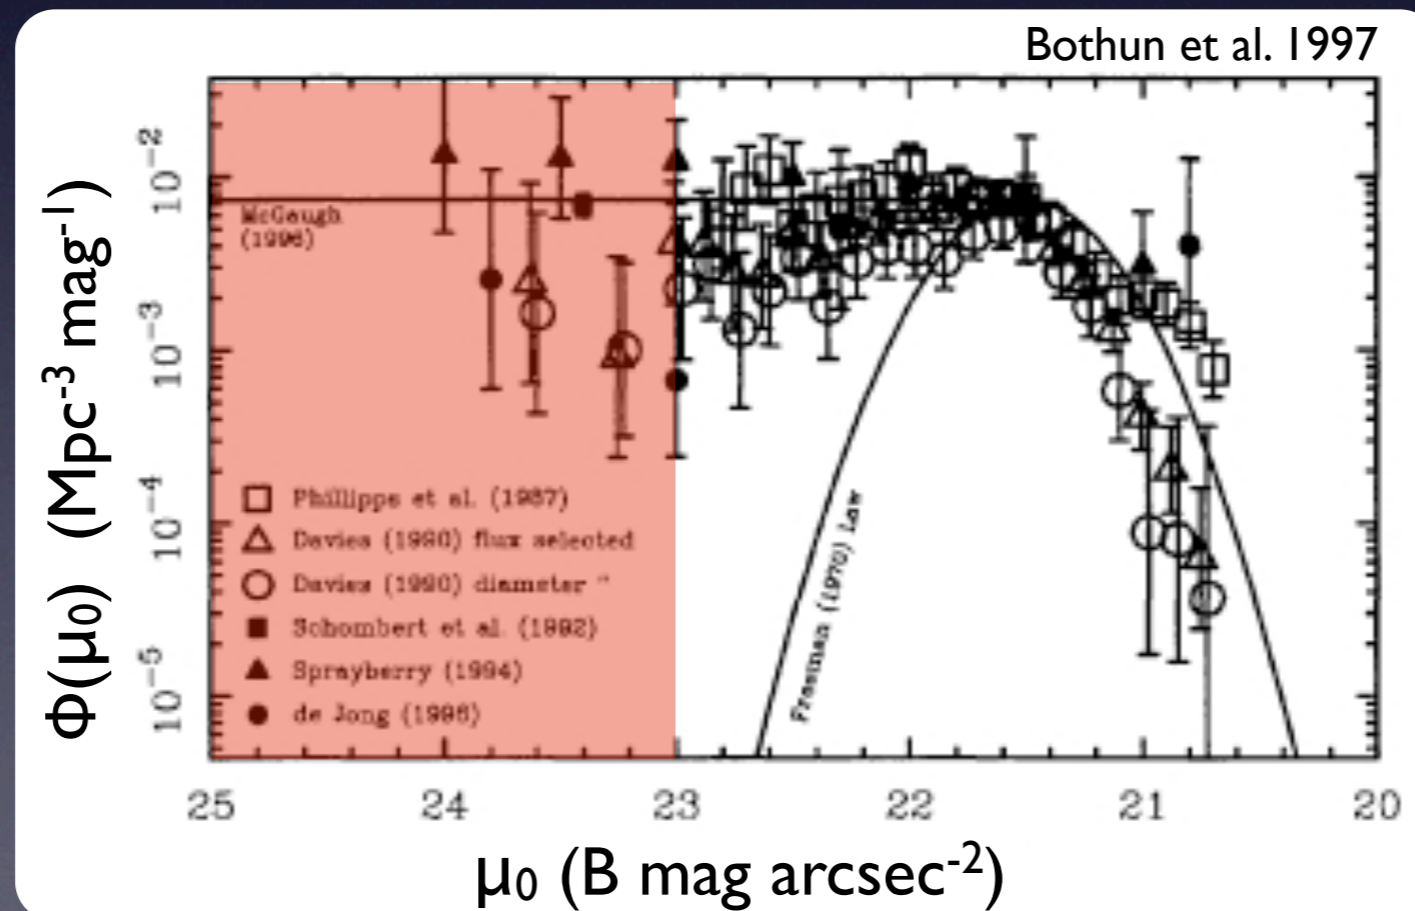 Bothun et al. 1997
Φ(μ₀) (Mpc⁻³ mag⁻¹)
10⁻²
10⁻³
10⁻⁴
10⁻⁵
McGaugh
(1996)
Phillipps et al. (1987)
Davies (1990) flux selected
Davies (1990) diameter "
Schombert et al. (1992)
Sprayberry (1994)
de Jong (1996)
Freeman (1970) Law
25 24 23 22 21 20
μ₀ (B mag arcsec⁻²)